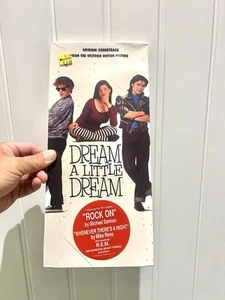 ORIGINAL SOUNDTRACK
FROM THE VESTRON MOTION PICTURE
DREAM
A LITTLE
DREAM
"ROCK ON"
by Michael Damian
"WHENEVER THERE'S A NIGHT"
by Mike Reno
R.E.M.